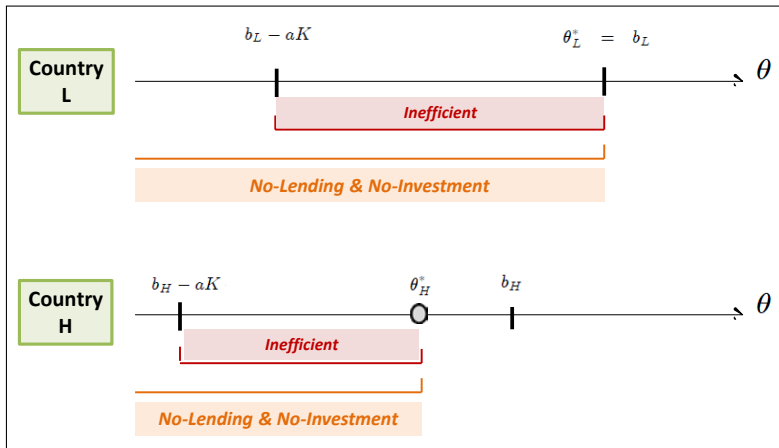 b_L − aK
θ*_L = b_L
Country
L
θ
Inefficient
No-Lending & No-Investment
b_H − aK
θ*_H
b_H
Country
H
θ
Inefficient
No-Lending & No-Investment